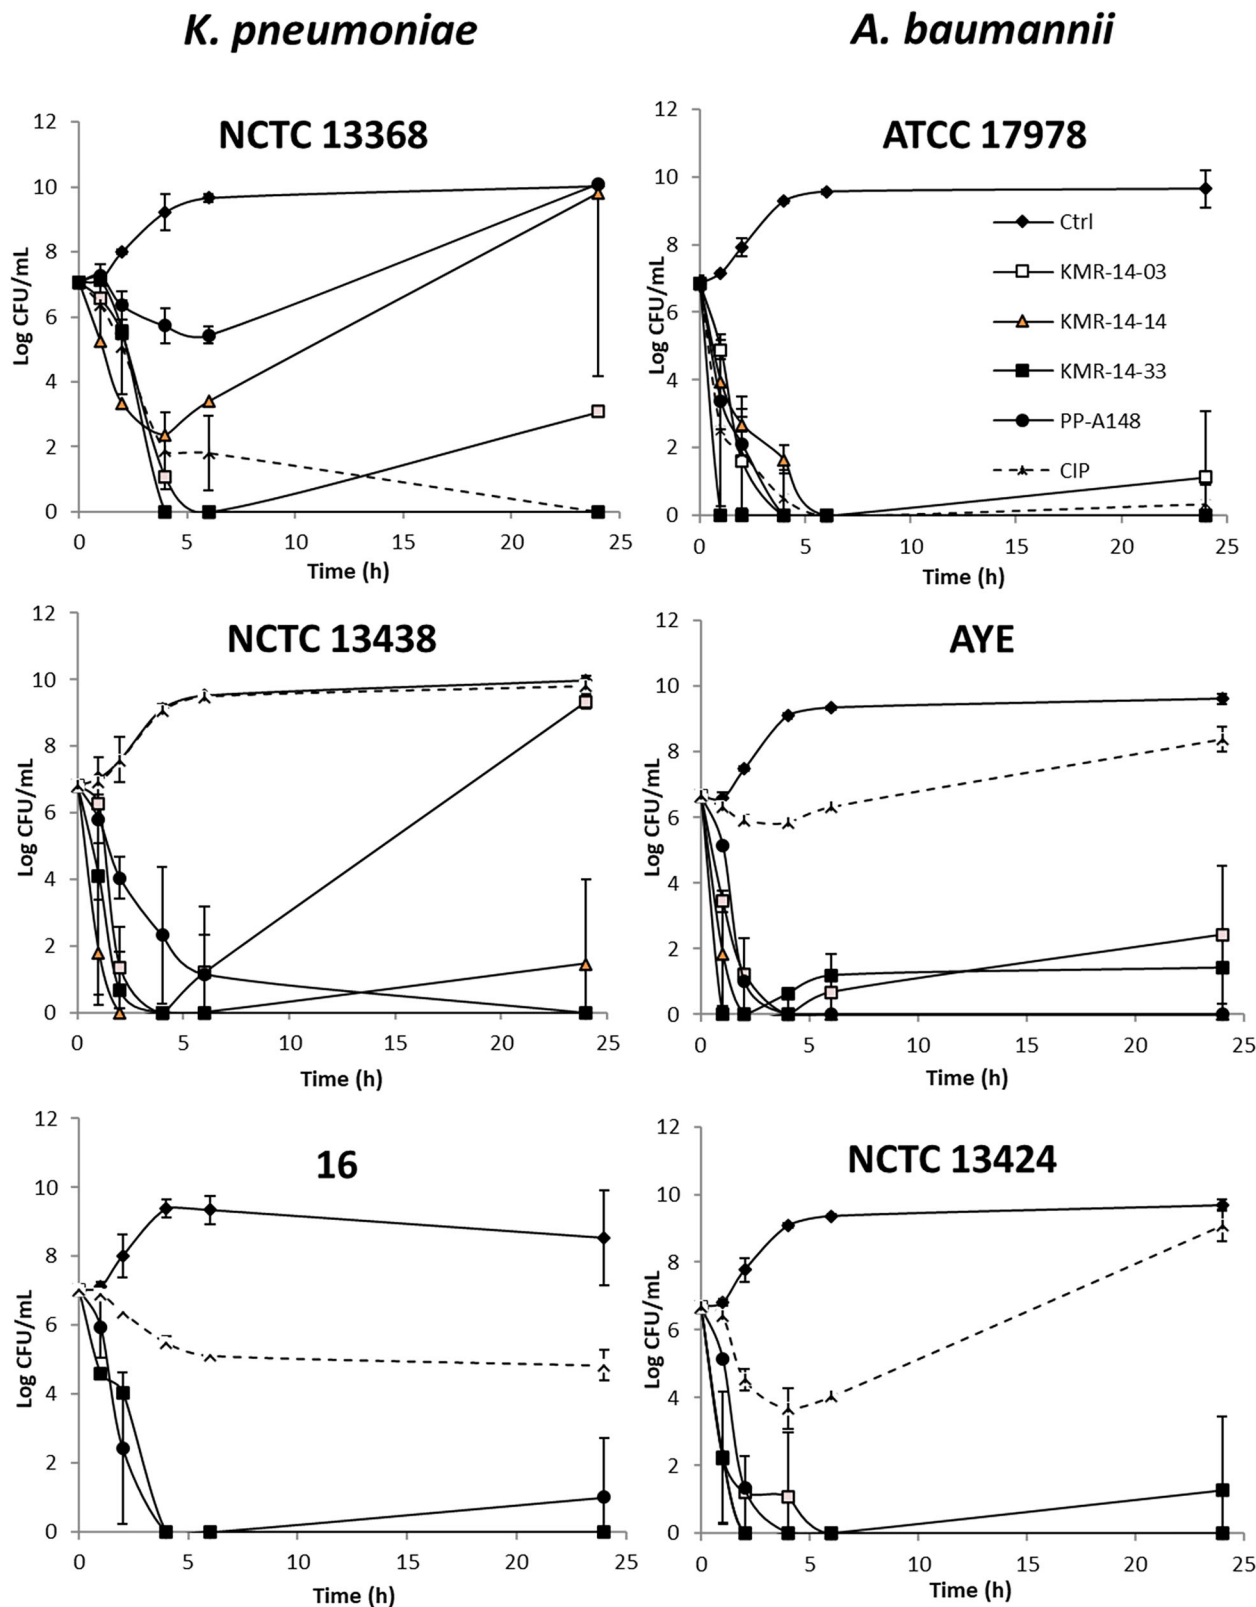 K. pneumoniae
A. baumannii
NCTC 13368
12
10
8
6
4
2
0
Log CFU/mL
0 5 10 15 20 25
Time (h)
ATCC 17978
12
10
8
6
4
2
0
Log CFU/mL
0 5 10 15 20 25
Time (h)
Ctrl
KMR-14-03
KMR-14-14
KMR-14-33
PP-A148
CIP
NCTC 13438
12
10
8
6
4
2
0
Log CFU/mL
0 5 10 15 20 25
Time (h)
AYE
12
10
8
6
4
2
0
Log CFU/mL
0 5 10 15 20 25
Time (h)
16
12
10
8
6
4
2
0
Log CFU/mL
0 5 10 15 20 25
Time (h)
NCTC 13424
12
10
8
6
4
2
0
Log CFU/mL
0 5 10 15 20 25
Time (h)